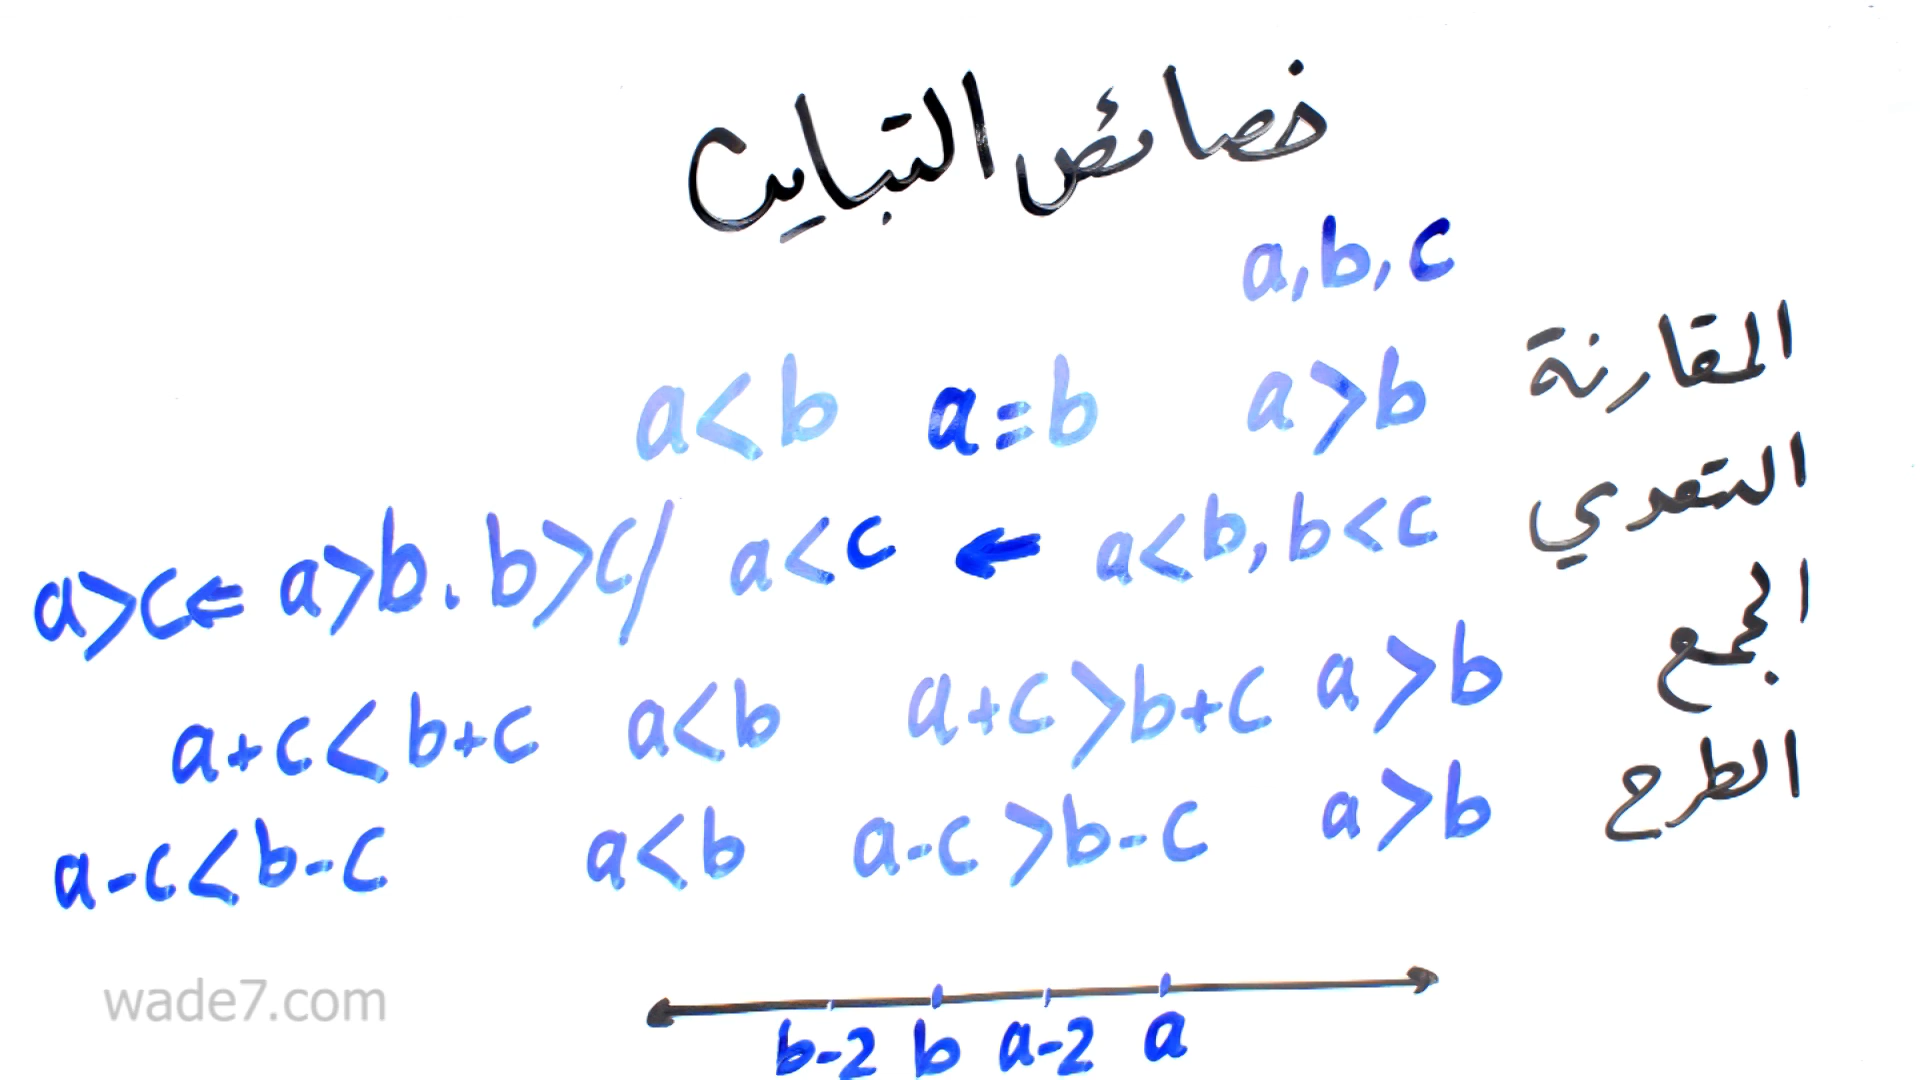 خصائص التباين
a, b, c
المقارنة a>b a=b a<b
التعدي a<b, b<c ← a<c / a>b, b>c ⇐ a>c
الجمع a>b a+c>b+c a<b a+c<b+c
الطرح a>b a-c>b-c a<b a-c<b-c
b-2 b a-2 a
wade7.com